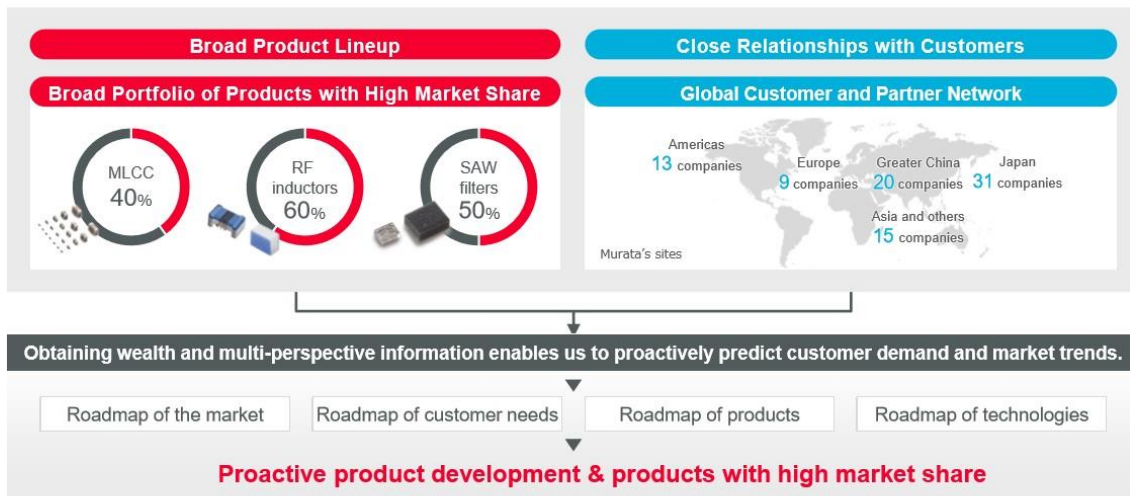 Broad Product Lineup
Broad Portfolio of Products with High Market Share
MLCC
40%
RF
inductors
60%
SAW
filters
50%
Close Relationships with Customers
Global Customer and Partner Network
Americas
13 companies
Europe
9 companies
Greater China
20 companies
Japan
31 companies
Asia and others
15 companies
Murata's sites
Obtaining wealth and multi-perspective information enables us to proactively predict customer demand and market trends.
Roadmap of the market
Roadmap of customer needs
Roadmap of products
Roadmap of technologies
Proactive product development & products with high market share